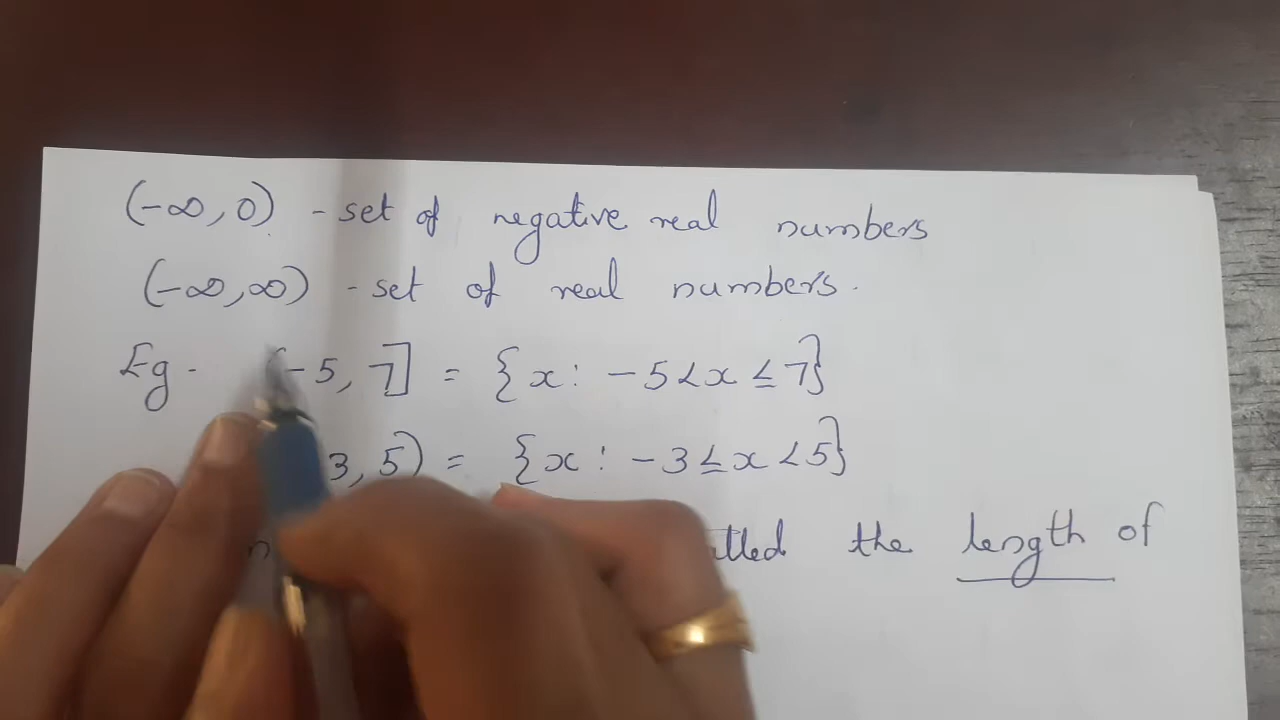 (-∞, 0) - set of negative real numbers
(-∞, ∞) - set of real numbers.
Eg - (-5, 7] = {x : -5 < x ≤ 7}
3, 5) = {x : -3 ≤ x < 5}
the length of